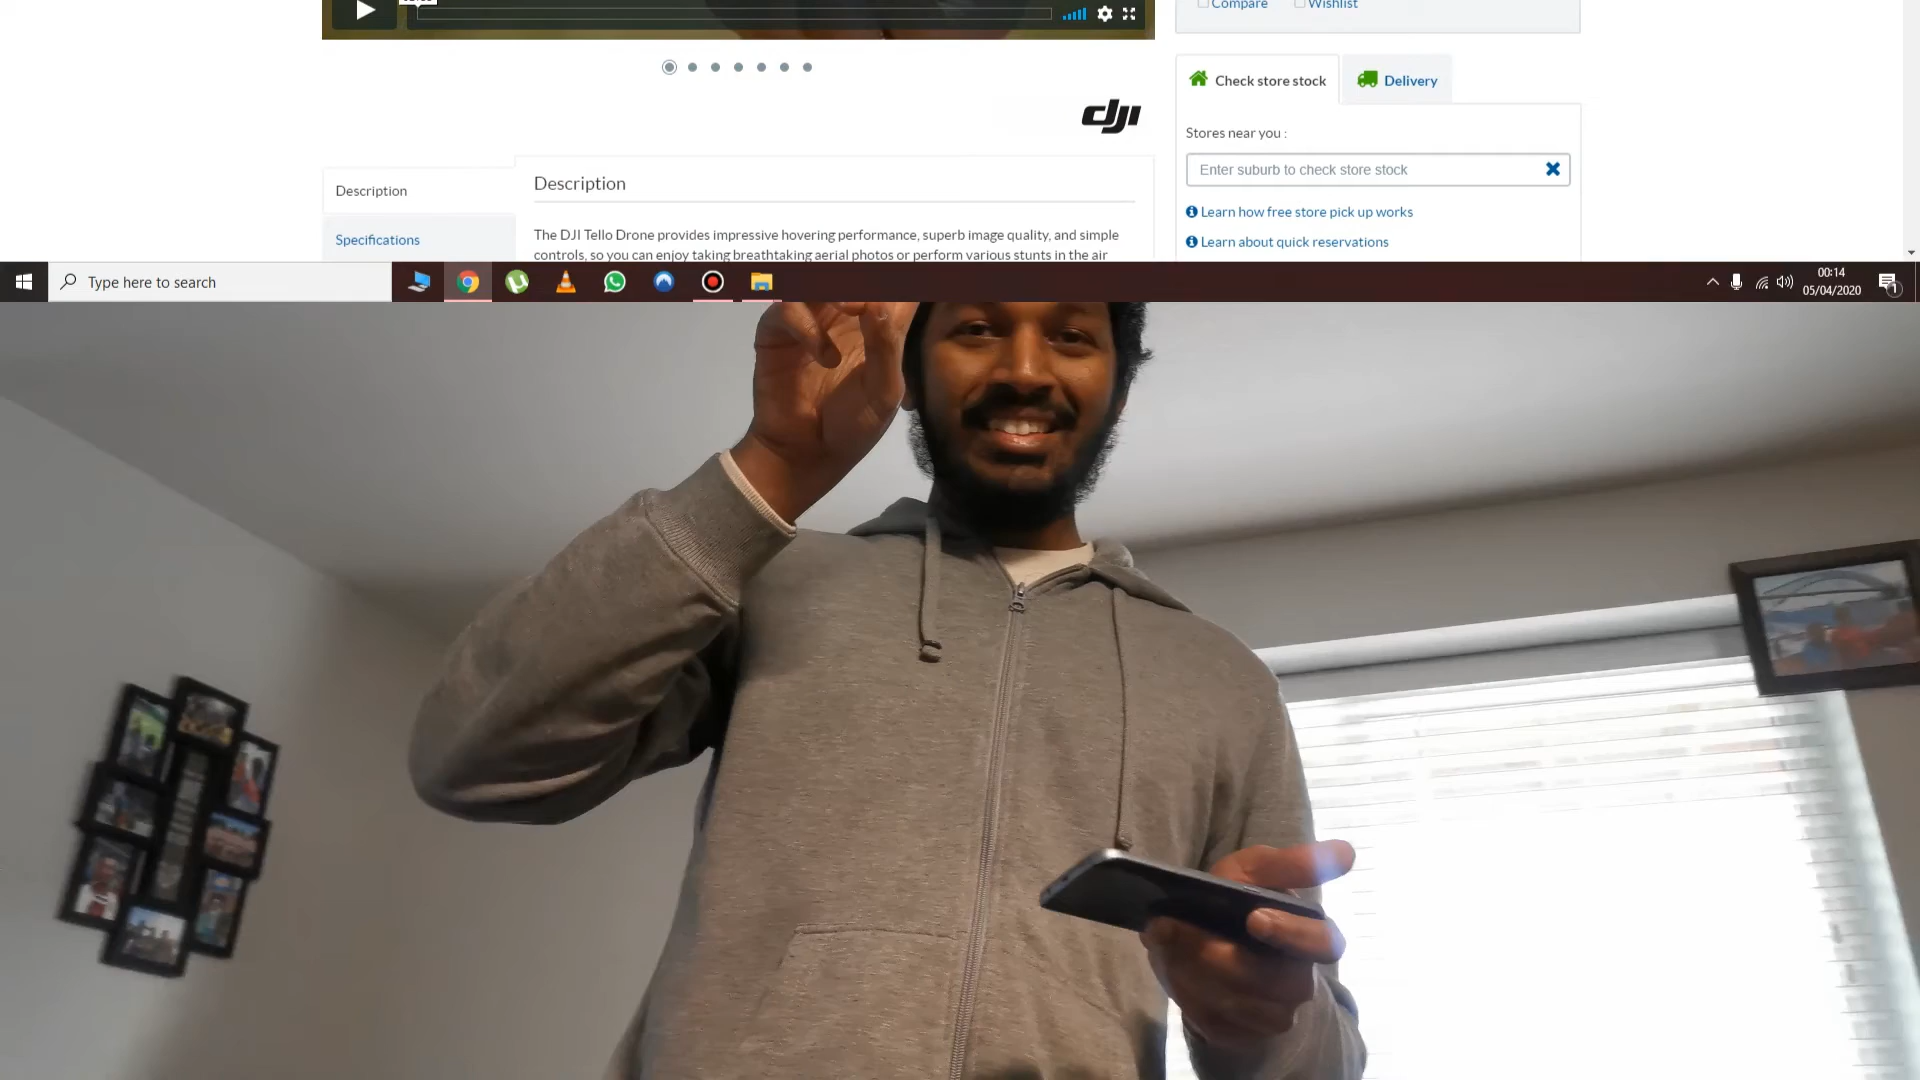 Compare Wishlist
Check store stock Delivery
dji
Stores near you :
Enter suburb to check store stock
Description
Description
Learn how free store pick up works
Specifications
The DJI Tello Drone provides impressive hovering performance, superb image quality, and simple
Learn about quick reservations
controls, so you can enjoy taking breathtaking aerial photos or perform various stunts in the air
Type here to search
00:14
05/04/2020
1